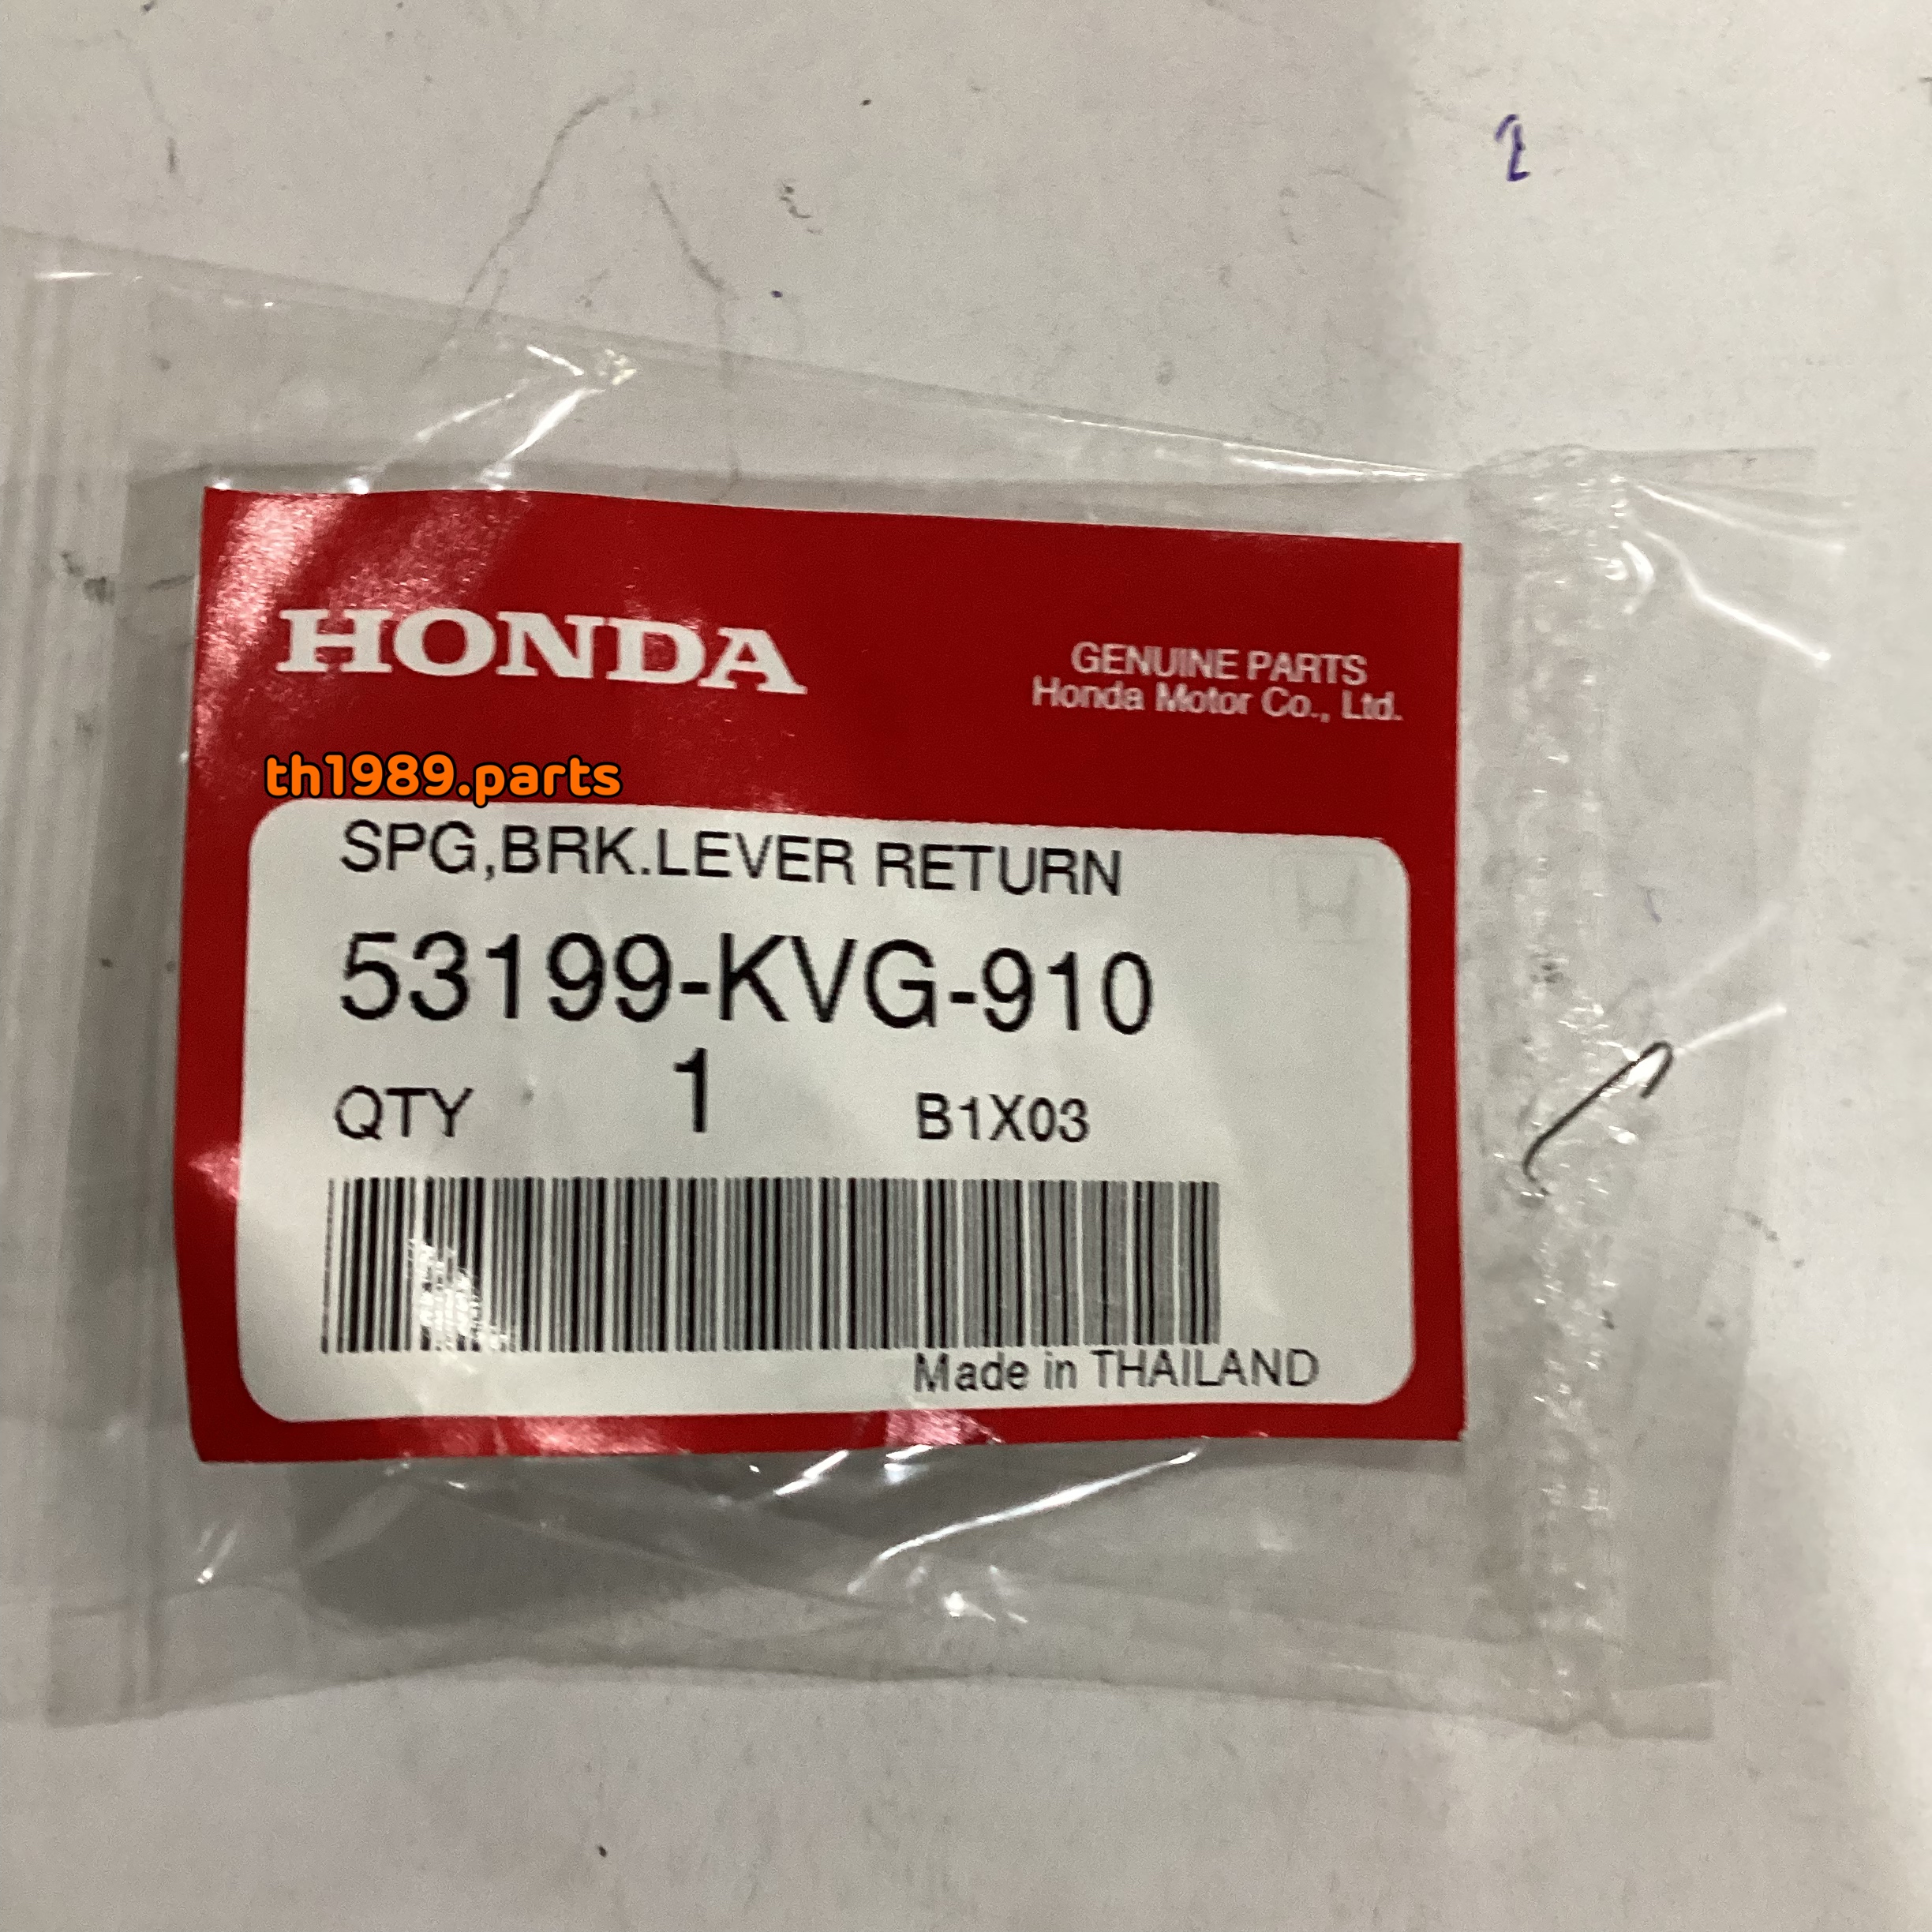 2
HONDA
GENUINE PARTS
Honda Motor Co., Ltd.
th1989.parts
SPG,BRK.LEVER RETURN
53199-KVG-910
QTY 1 B1X03
Made in THAILAND